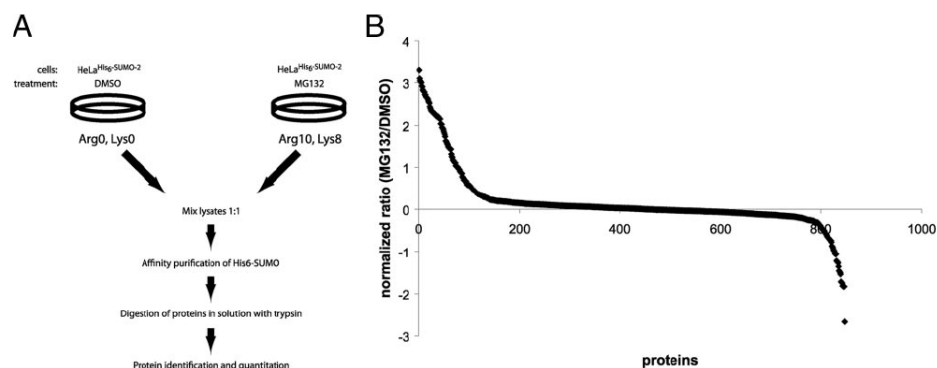 A
cells: HeLaHis6-SUMO-2 HeLaHis6-SUMO-2
treatment: DMSO MG132
Arg0, Lys0 Arg10, Lys8
Mix lysates 1:1
Affinity purification of His6-SUMO
Digestion of proteins in solution with trypsin
Protein identification and quantitation
B
normalized ratio (MG132/DMSO)
4
3
2
1
0
-1
-2
-3
0 200 400 600 800 1000
proteins